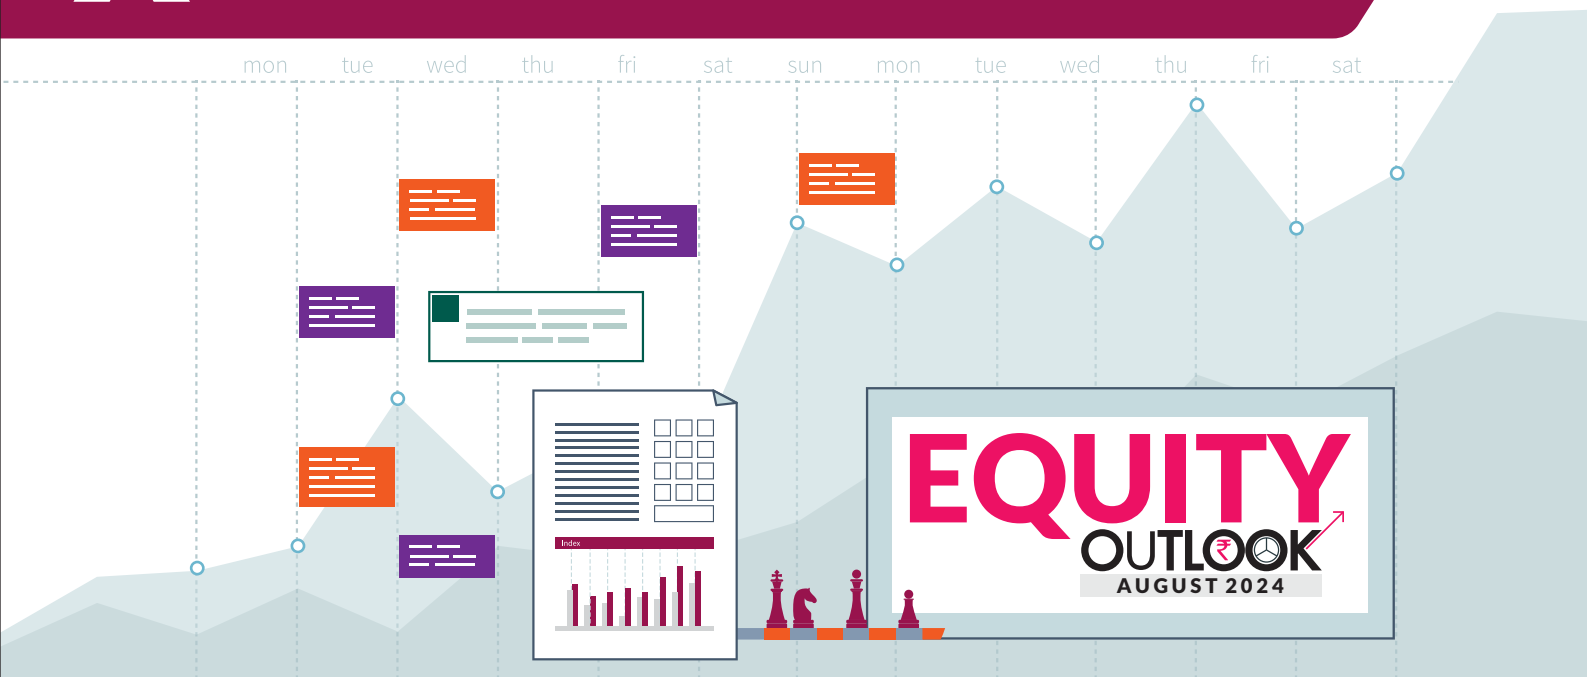 mon tue wed thu fri sat sun mon tue wed thu fri sat
Index
EQUITY
OUTLOOK
₹
AUGUST 2024